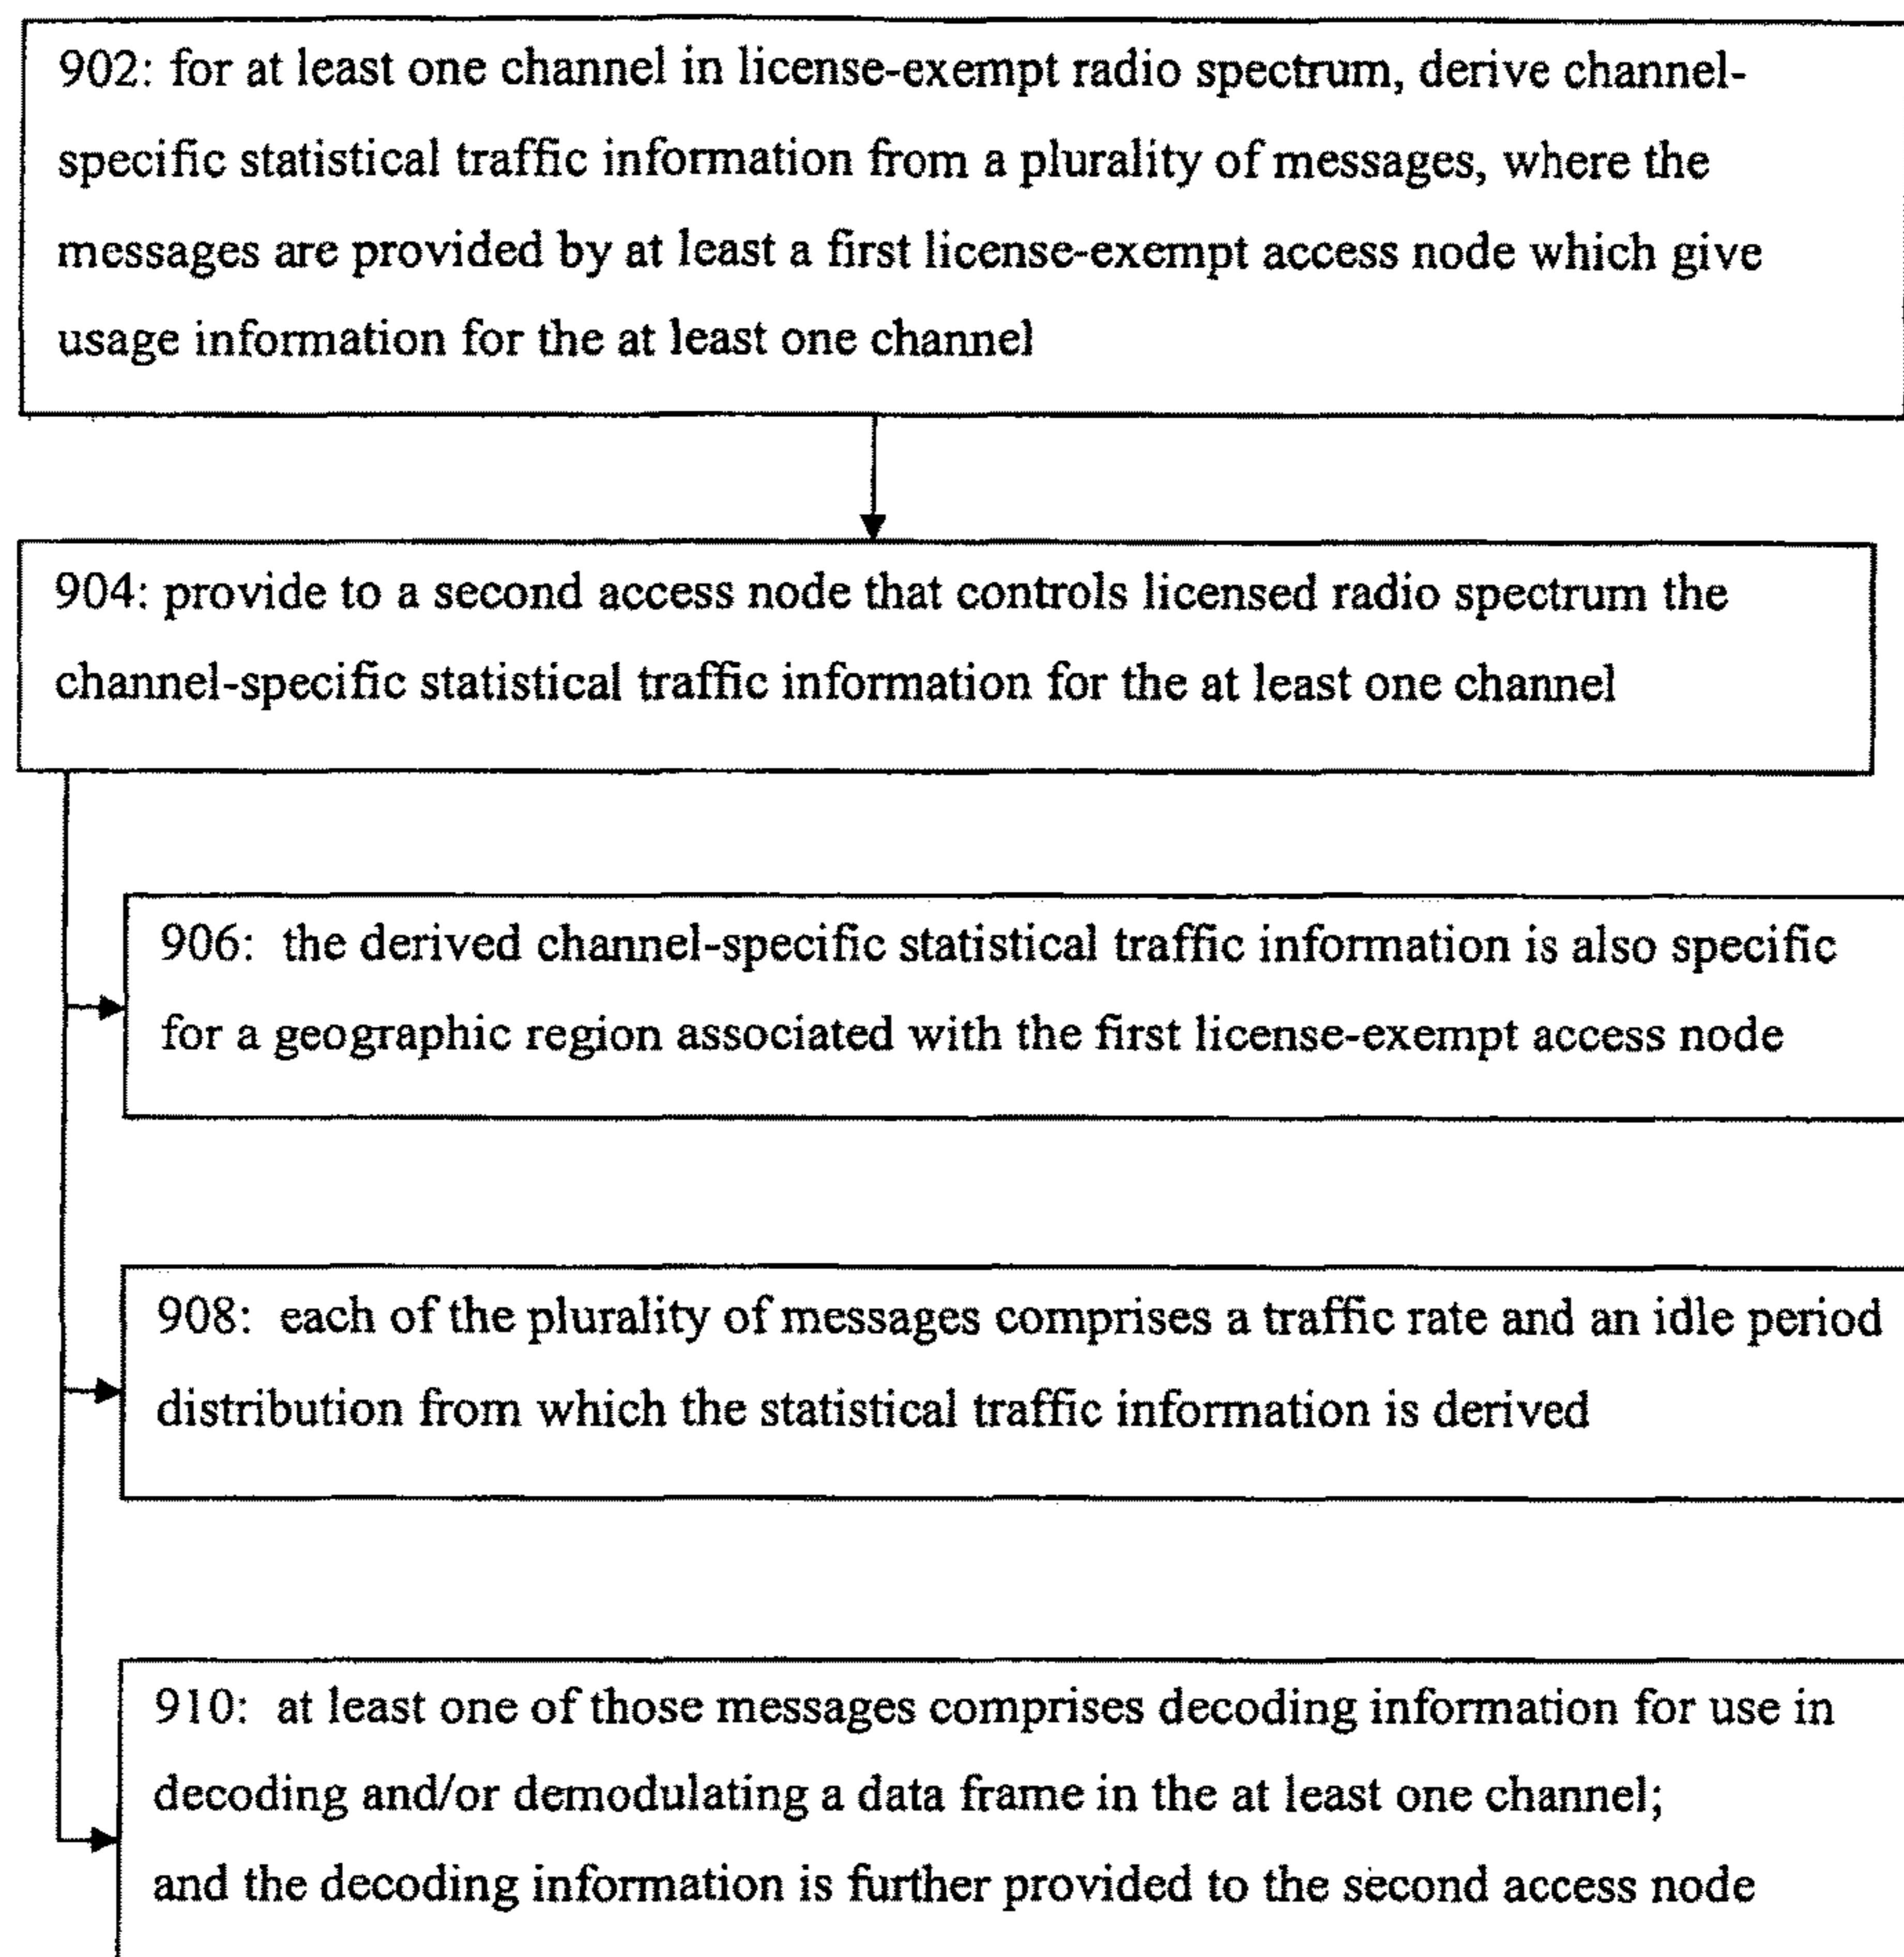 902: for at least one channel in license-exempt radio spectrum, derive channel-
specific statistical traffic information from a plurality of messages, where the
messages are provided by at least a first license-exempt access node which give
usage information for the at least one channel
904: provide to a second access node that controls licensed radio spectrum the
channel-specific statistical traffic information for the at least one channel
906: the derived channel-specific statistical traffic information is also specific
for a geographic region associated with the first license-exempt access node
908: each of the plurality of messages comprises a traffic rate and an idle period
distribution from which the statistical traffic information is derived
910: at least one of those messages comprises decoding information for use in
decoding and/or demodulating a data frame in the at least one channel;
and the decoding information is further provided to the second access node